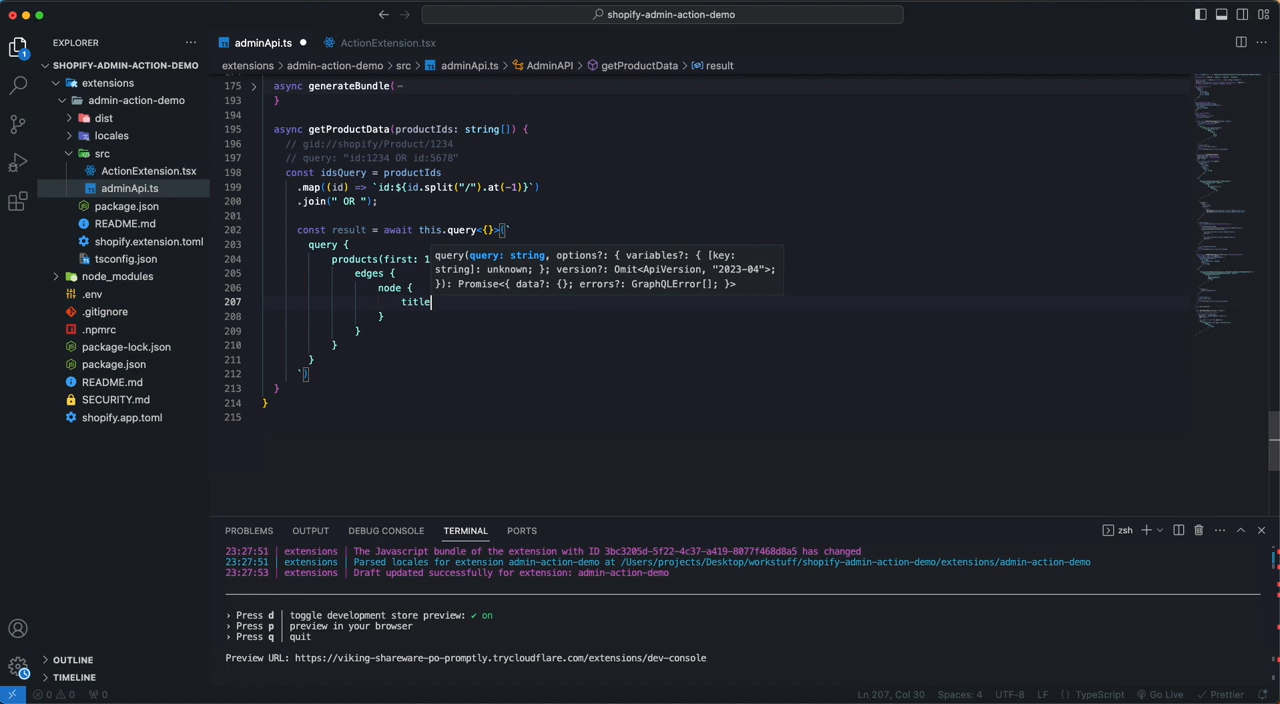 shopify-admin-action-demo
EXPLORER
SHOPIFY-ADMIN-ACTION-DEMO
extensions
admin-action-demo
dist
locales
src
ActionExtension.tsx
adminApi.ts
package.json
README.md
shopify.extension.toml
tsconfig.json
node_modules
.env
.gitignore
.npmrc
package-lock.json
package.json
README.md
SECURITY.md
shopify.app.toml
OUTLINE
TIMELINE
adminApi.ts
ActionExtension.tsx
extensions > admin-action-demo > src > adminApi.ts > AdminAPI > getProductData > result
175 async generateBundle(
193 }
194
195 async getProductData(productIds: string[]) {
196 // gid://shopify/Product/1234
197 // query: "id:1234 OR id:5678"
198 const idsQuery = productIds
199 .map((id) => `id:${id.split("/").at(-1)}`)
200 .join(" OR ");
201
202 const result = await this.query<{}>(`
203 query {
204 products(first: 1
205 edges {
206 node {
207 title
208 }
209 }
210 }
211 }
212 `)
213 }
214 }
215
query(query: string, options?: { variables?: { [key:
string]: unknown; }; version?: Omit<ApiVersion, "2023-04">;
}): Promise<{ data?: {}; errors?: GraphQLError[]; }>
PROBLEMS OUTPUT DEBUG CONSOLE TERMINAL PORTS
zsh
23:27:51 | extensions | The Javascript bundle of the extension with ID 3bc3205d-5f22-4c37-a419-8077f468d8a5 has changed
23:27:51 | extensions | Parsed locales for extension admin-action-demo at /Users/projects/Desktop/workstuff/shopify-admin-action-demo/extensions/admin-action-demo
23:27:53 | extensions | Draft updated successfully for extension: admin-action-demo
› Press d | toggle development store preview: ✔ on
› Press p | preview in your browser
› Press q | quit
Preview URL: https://viking-shareware-po-promptly.trycloudflare.com/extensions/dev-console
0 0 0
Ln 207, Col 30 Spaces: 4 UTF-8 LF {} TypeScript Go Live Prettier